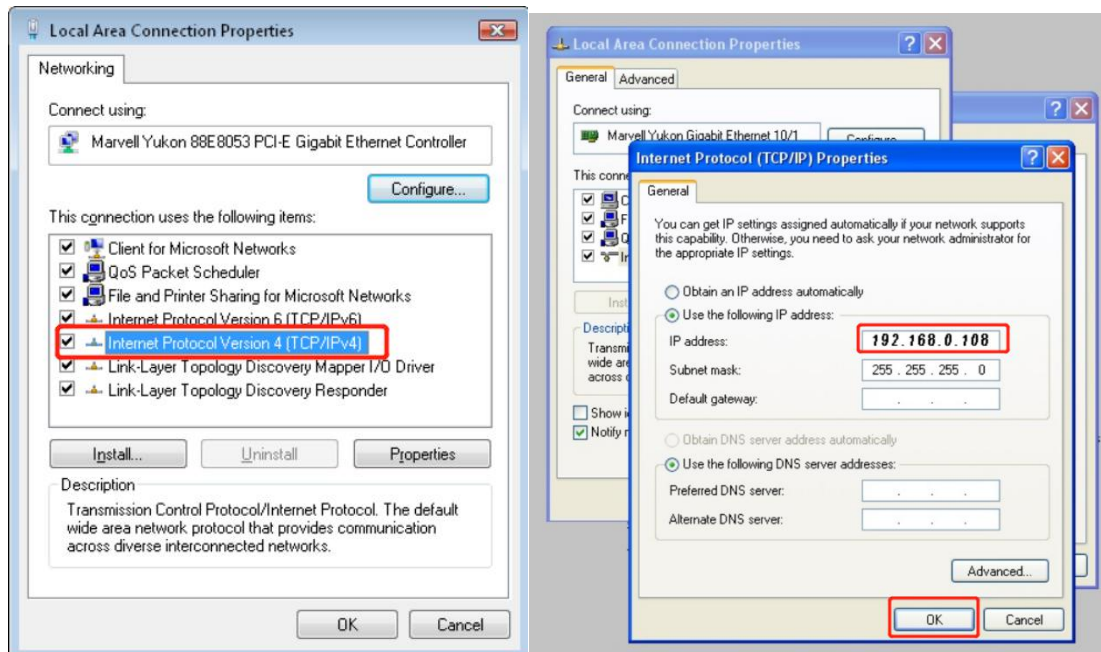 Local Area Connection Properties
Networking
Connect using:
Marvell Yukon 88E8053 PCI-E Gigabit Ethernet Controller
Configure...
This connection uses the following items:
Client for Microsoft Networks
QoS Packet Scheduler
File and Printer Sharing for Microsoft Networks
Internet Protocol Version 6 (TCP/IPv6)
Internet Protocol Version 4 (TCP/IPv4)
Link-Layer Topology Discovery Mapper I/O Driver
Link-Layer Topology Discovery Responder
Install...
Uninstall
Properties
Description
Transmission Control Protocol/Internet Protocol. The default
wide area network protocol that provides communication
across diverse interconnected networks.
OK
Cancel
Local Area Connection Properties
General
Advanced
Connect using:
Marvell Yukon Gigabit Ethernet 10/1
Configure
This conne
Inst
Descripti
Transmi
wide are
across
Show
Notify
Internet Protocol (TCP/IP) Properties
General
You can get IP settings assigned automatically if your network supports
this capability. Otherwise, you need to ask your network administrator for
the appropriate IP settings.
Obtain an IP address automatically
Use the following IP address:
IP address:
192.168.0.108
Subnet mask:
255 . 255 . 255 . 0
Default gateway:
Obtain DNS server address automatically
Use the following DNS server addresses:
Preferred DNS server:
Alternate DNS server:
Advanced...
OK
Cancel